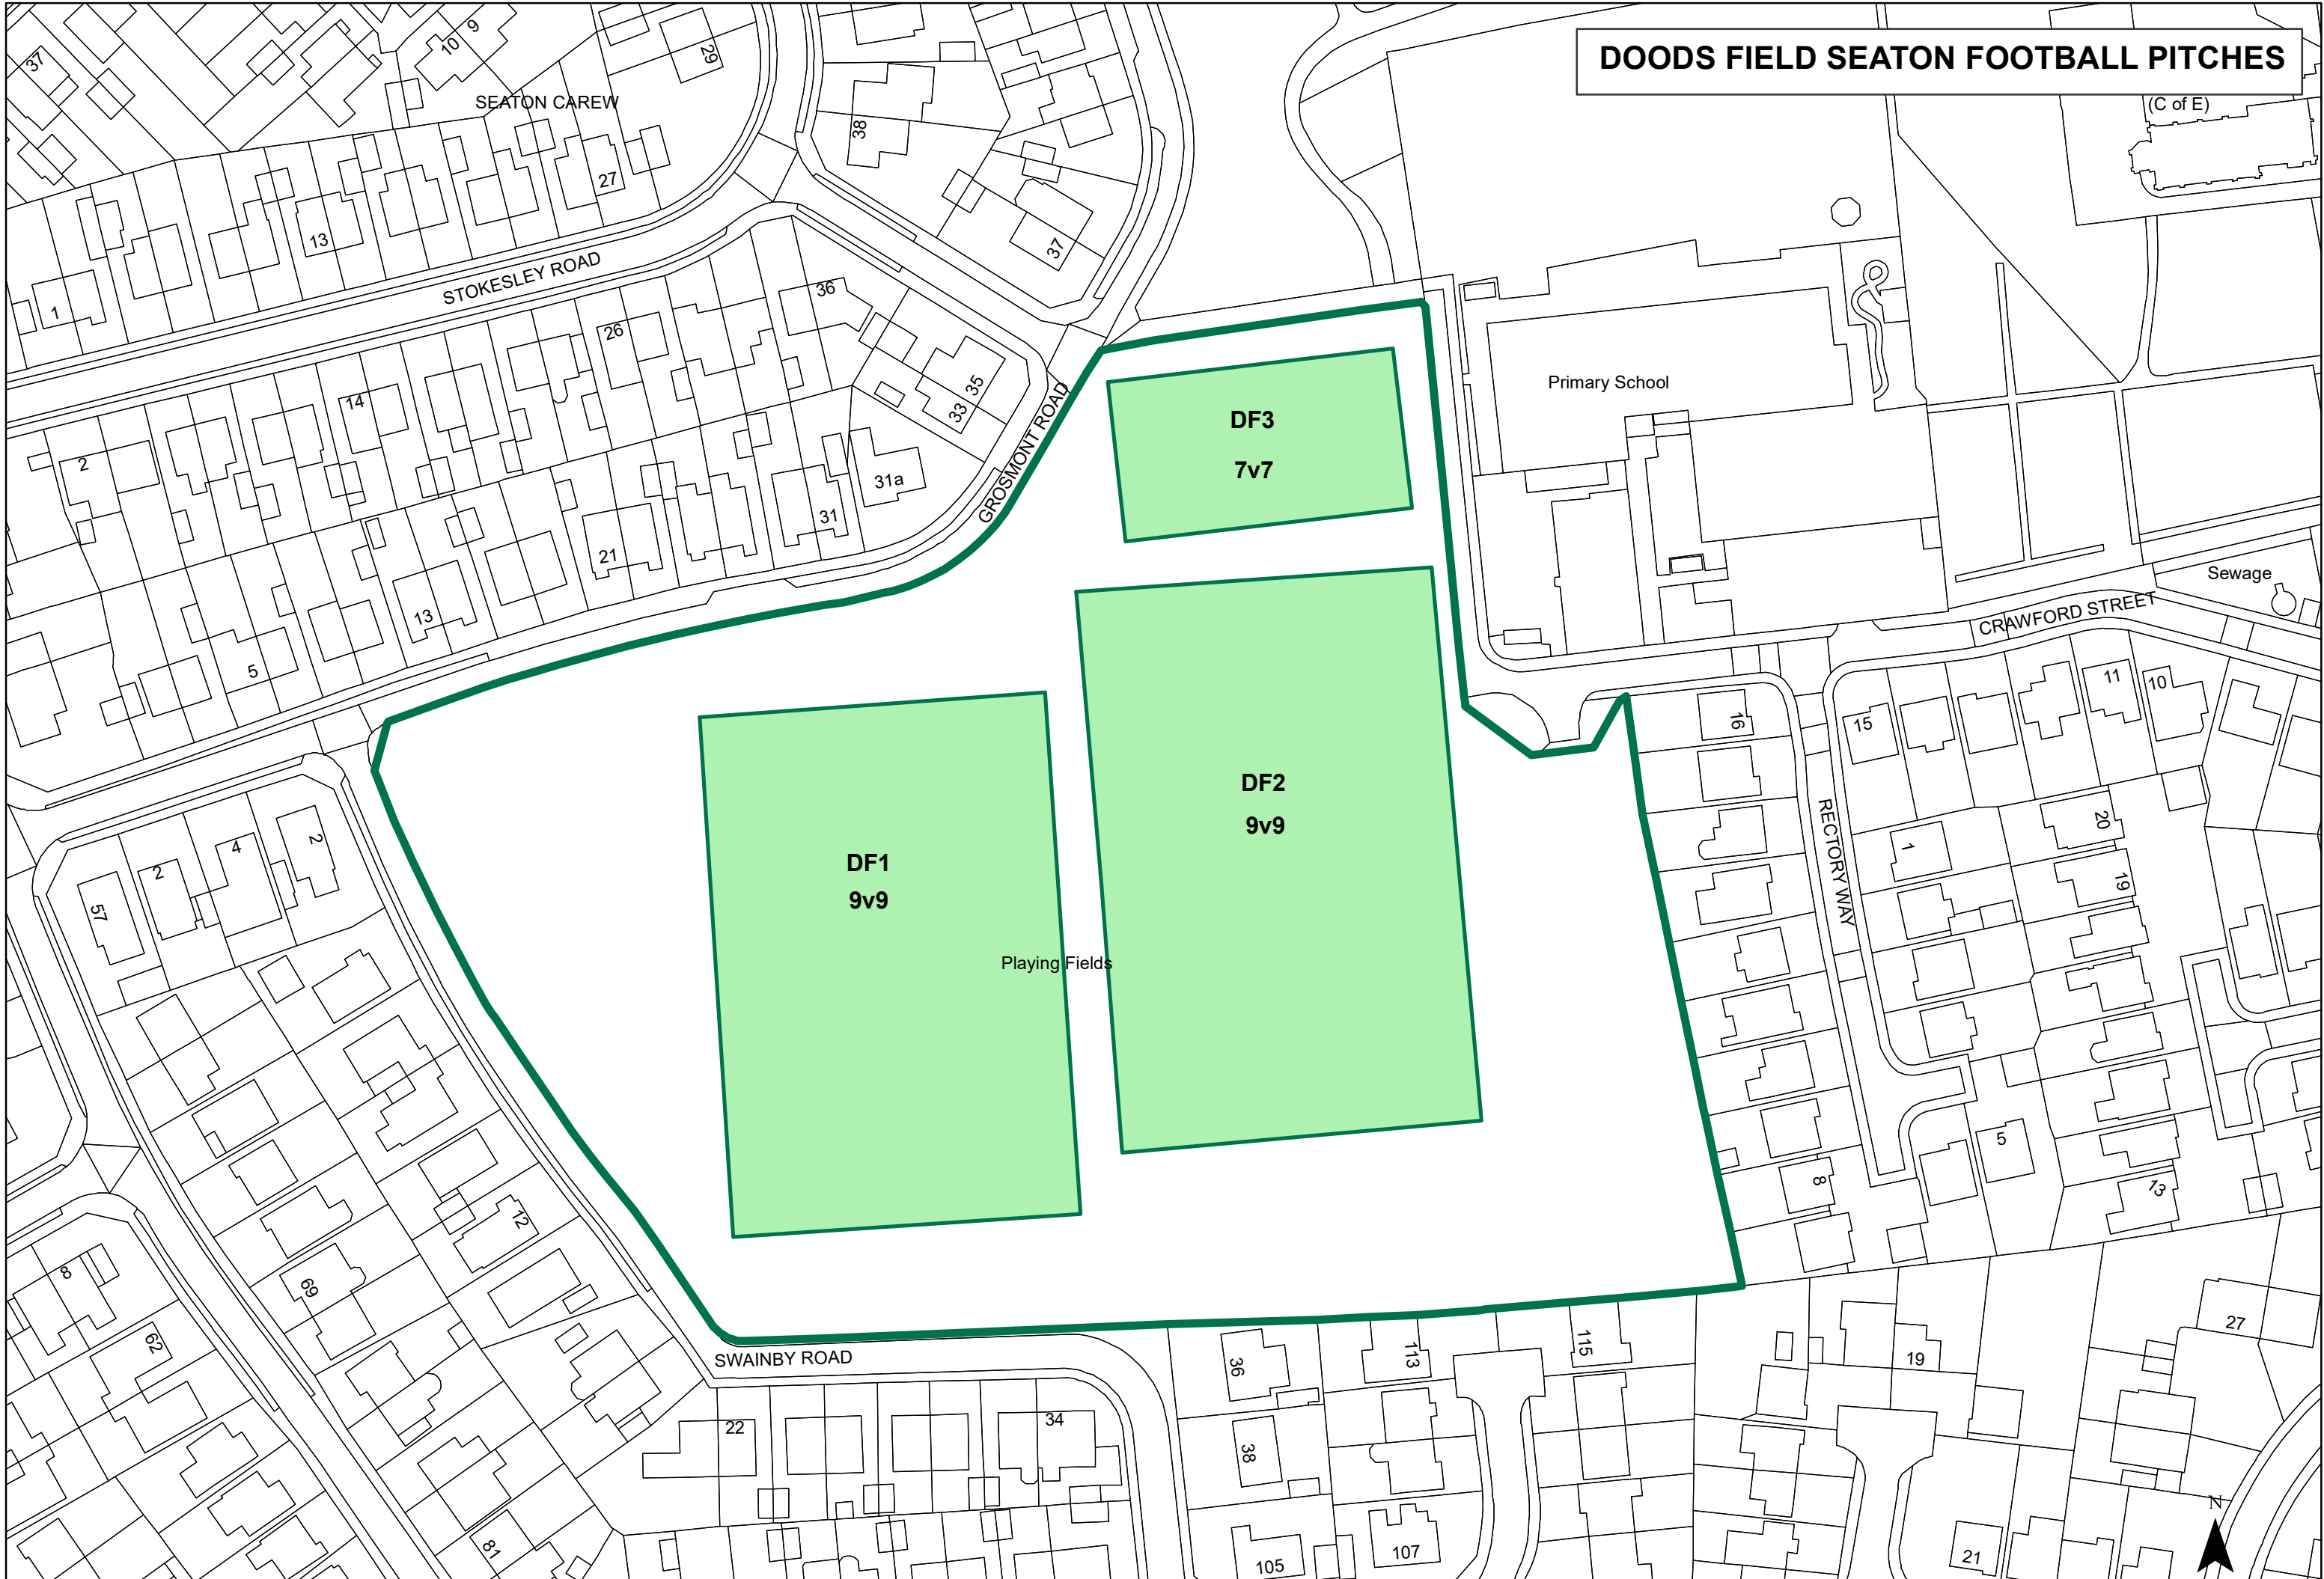 DOODS FIELD SEATON FOOTBALL PITCHES
(C of E)
37
10
9
29
SEATON CAREW
38
27
13
37
1
STOKESLEY ROAD
36
26
35
33
14
2
GROSMONT ROAD
31a
31
21
13
5
DF3
7v7
Primary School
Sewage
CRAWFORD STREET
16
15
11
10
RECTORY WAY
1
20
19
DF2
9v9
DF1
9v9
Playing Fields
57
2
4
2
8
5
13
12
69
8
62
SWAINBY ROAD
36
113
115
19
27
22
34
38
81
105
107
21
N